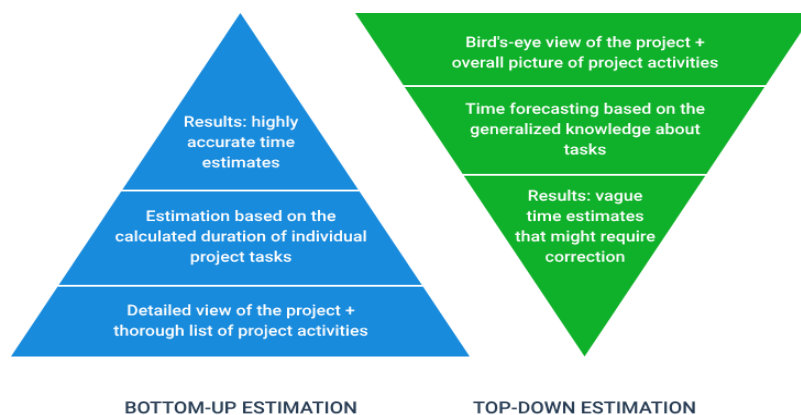 Results: highly
accurate time
estimates
Estimation based on the
calculated duration of individual
project tasks
Detailed view of the project +
thorough list of project activities
BOTTOM-UP ESTIMATION
Bird's-eye view of the project +
overall picture of project activities
Time forecasting based on the
generalized knowledge about
tasks
Results: vague
time estimates
that might require
correction
TOP-DOWN ESTIMATION